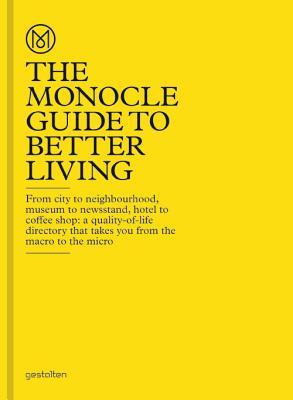 M
THE
MONOCLE
GUIDE TO
BETTER
LIVING
From city to neighbourhood,
museum to newsstand, hotel to
coffee shop: a quality-of-life
directory that takes you from the
macro to the micro
gestalten